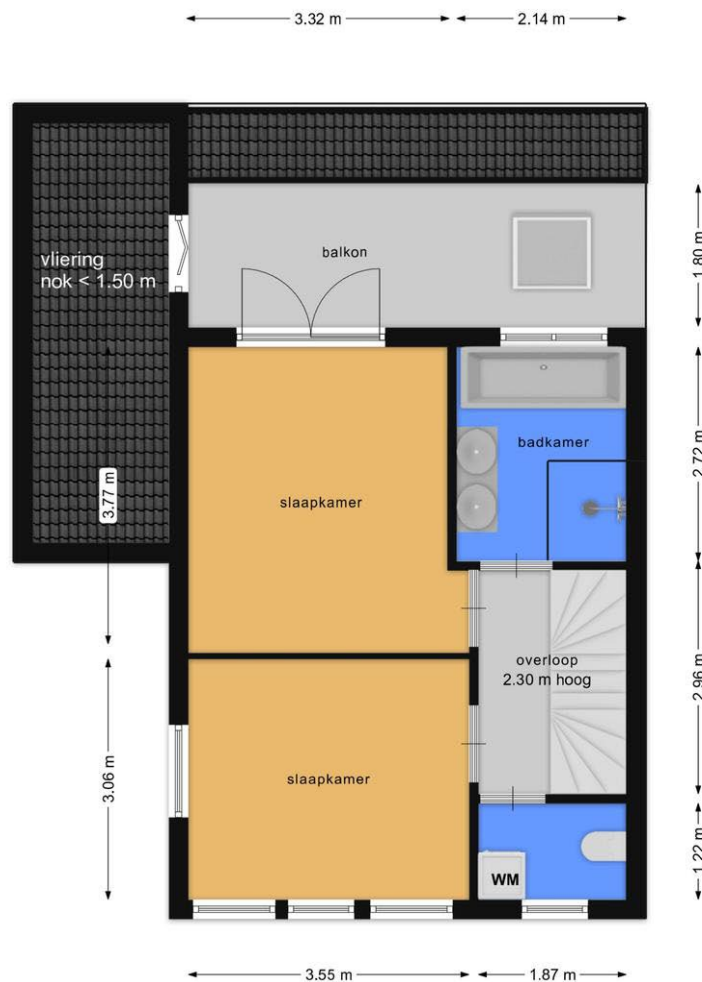 3.32 m
2.14 m
vliering
nok < 1.50 m
balkon
1.80 m
badkamer
2.72 m
slaapkamer
3.77 m
overloop
2.30 m hoog
2.96 m
slaapkamer
3.06 m
WM
1.22 m
3.55 m
1.87 m